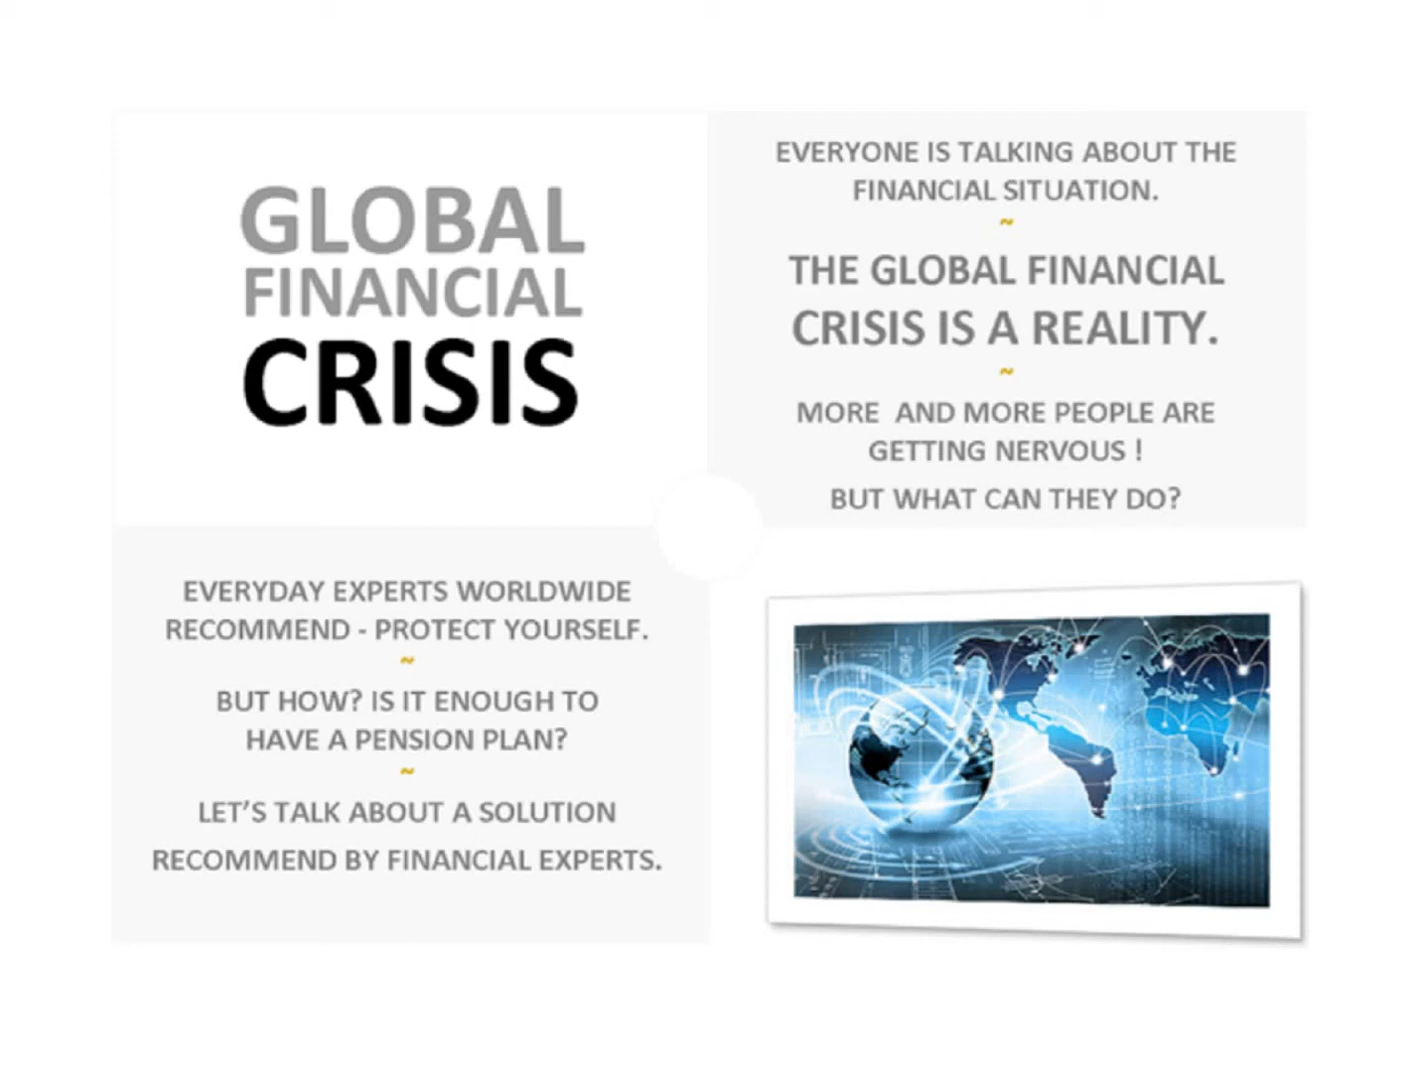 GLOBAL
FINANCIAL
CRISIS
EVERYONE IS TALKING ABOUT THE
FINANCIAL SITUATION.
~
THE GLOBAL FINANCIAL
CRISIS IS A REALITY.
~
MORE AND MORE PEOPLE ARE
GETTING NERVOUS !
BUT WHAT CAN THEY DO?
EVERYDAY EXPERTS WORLDWIDE
RECOMMEND - PROTECT YOURSELF.
~
BUT HOW? IS IT ENOUGH TO
HAVE A PENSION PLAN?
~
LET’S TALK ABOUT A SOLUTION
RECOMMEND BY FINANCIAL EXPERTS.